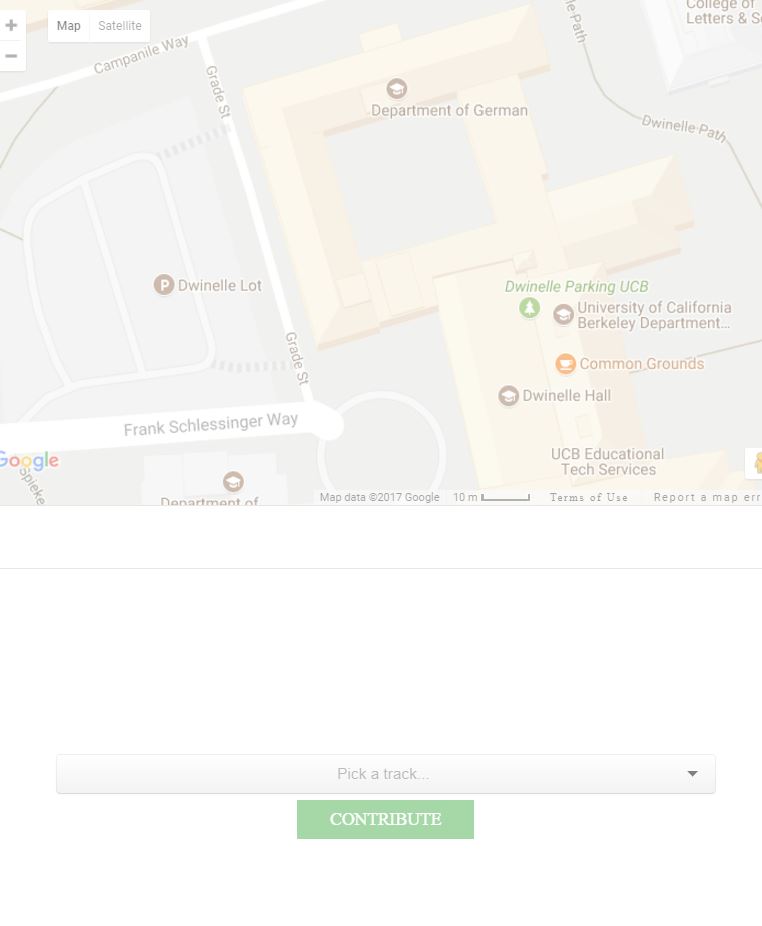 College of
Letters & S
+
Map Satellite
−
Campanile Way
Grade St
le Path
Department of German
Dwinelle Path
Dwinelle Lot
P
Dwinelle Parking UCB
University of California
Berkeley Department...
Grade St
Common Grounds
Dwinelle Hall
Frank Schlessinger Way
UCB Educational
Tech Services
Google
Spieke
Department of
Map data ©2017 Google 10 m Terms of Use Report a map err
Pick a track...
CONTRIBUTE